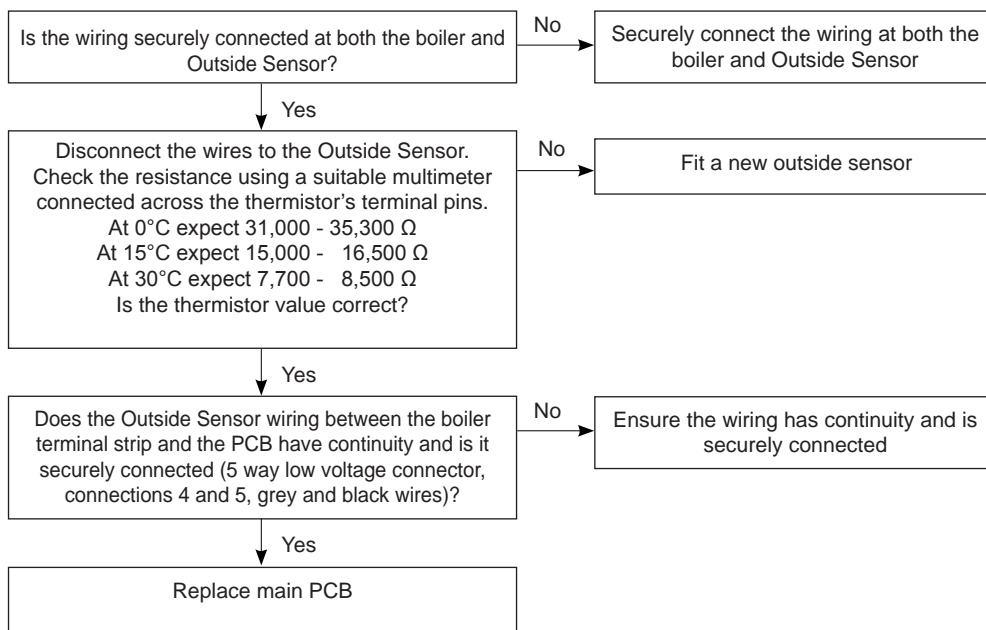 Is the wiring securely connected at both the boiler and
Outside Sensor?
No
Securely connect the wiring at both the
boiler and Outside Sensor
Yes
Disconnect the wires to the Outside Sensor.
Check the resistance using a suitable multimeter
connected across the thermistor's terminal pins.
At 0°C expect 31,000 - 35,300 Ω
At 15°C expect 15,000 - 16,500 Ω
At 30°C expect 7,700 - 8,500 Ω
Is the thermistor value correct?
No
Fit a new outside sensor
Yes
Does the Outside Sensor wiring between the boiler
terminal strip and the PCB have continuity and is it
securely connected (5 way low voltage connector,
connections 4 and 5, grey and black wires)?
No
Ensure the wiring has continuity and is
securely connected
Yes
Replace main PCB